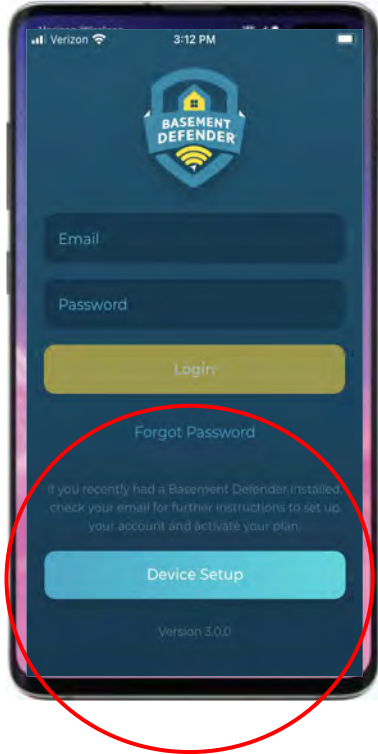 Verizon
3:12 PM
BASEMENT
DEFENDER
Email
Password
Login
Forgot Password
If you recently had a Basement Defender installed,
check your email for further instructions to set up
your account and activate your plan.
Device Setup
Version 3.0.0